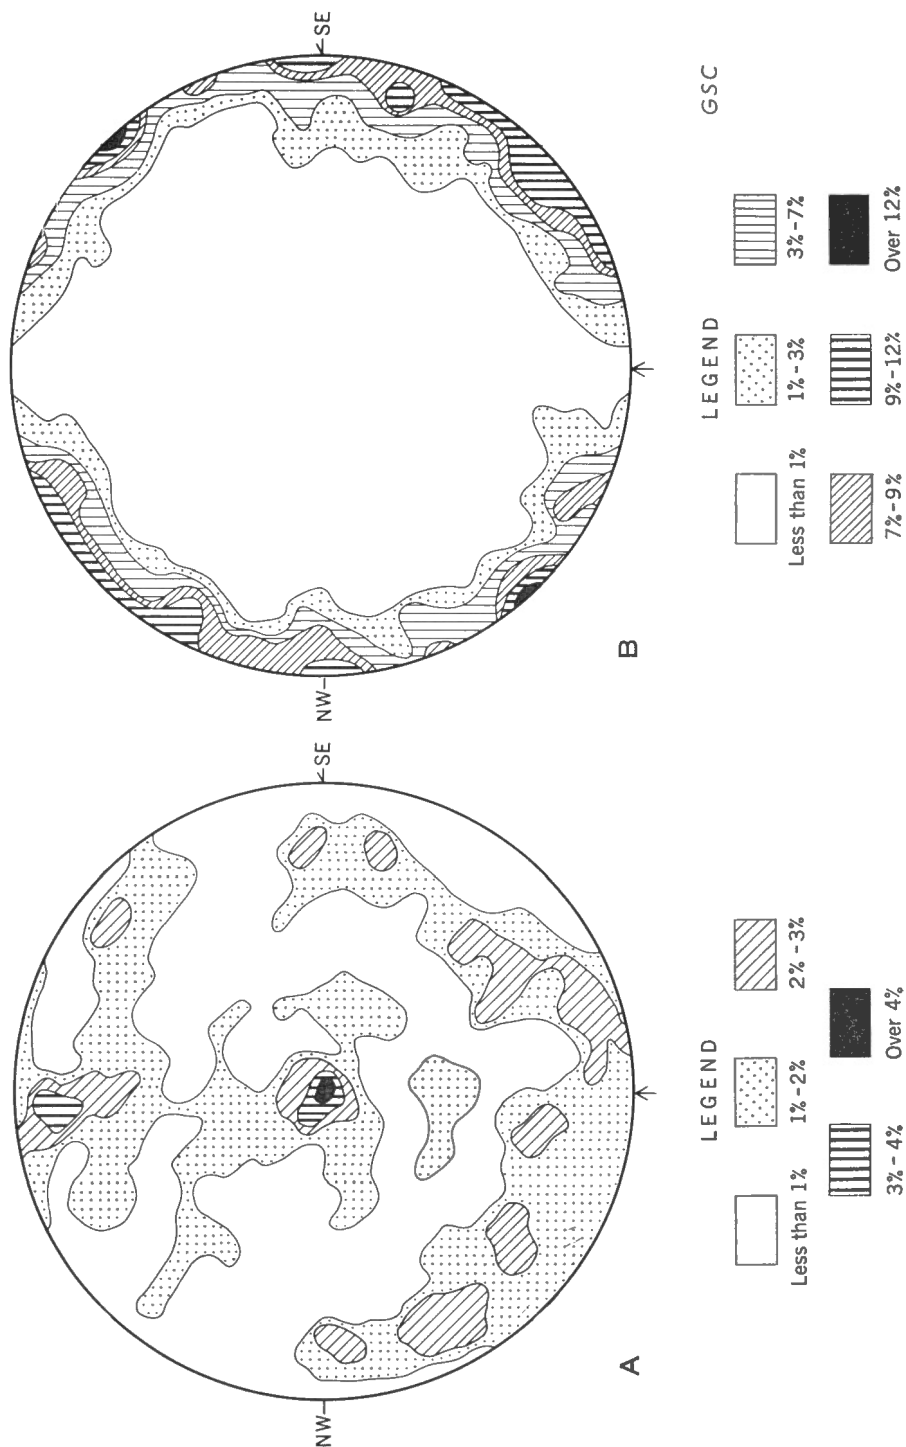 NW
SE
A
LEGEND
Less than 1%
1%-2%
2%-3%
3%-4%
Over 4%
NW
SE
B
LEGEND
Less than 1%
1%-3%
3%-7%
7%-9%
9%-12%
Over 12%
GSC